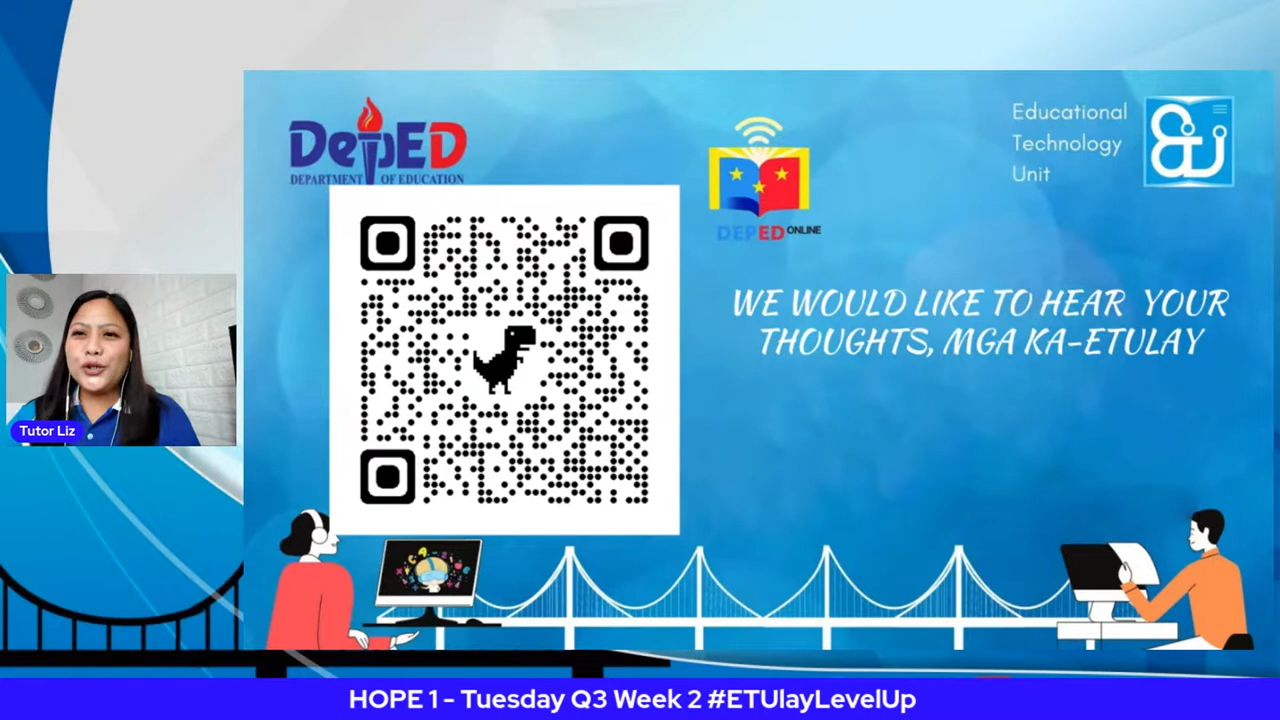 DepED
DEPARTMENT OF EDUCATION
DEPED ONLINE
Educational
Technology
Unit
WE WOULD LIKE TO HEAR YOUR
THOUGHTS, MGA KA-ETULAY
Tutor Liz
HOPE 1 - Tuesday Q3 Week 2 #ETUlayLevelUp